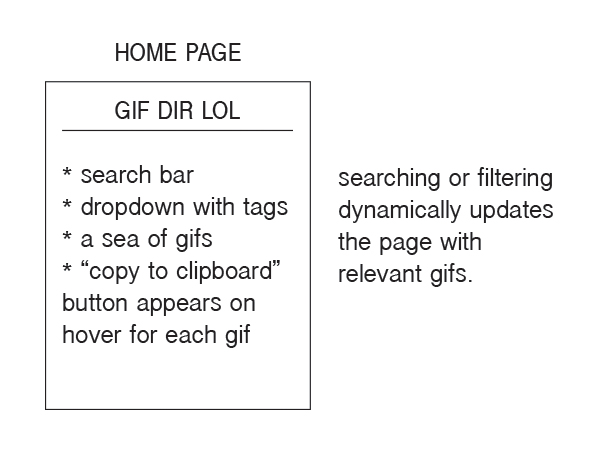 HOME PAGE
GIF DIR LOL
* search bar
* dropdown with tags
* a sea of gifs
* “copy to clipboard”
button appears on
hover for each gif
searching or filtering
dynamically updates
the page with
relevant gifs.